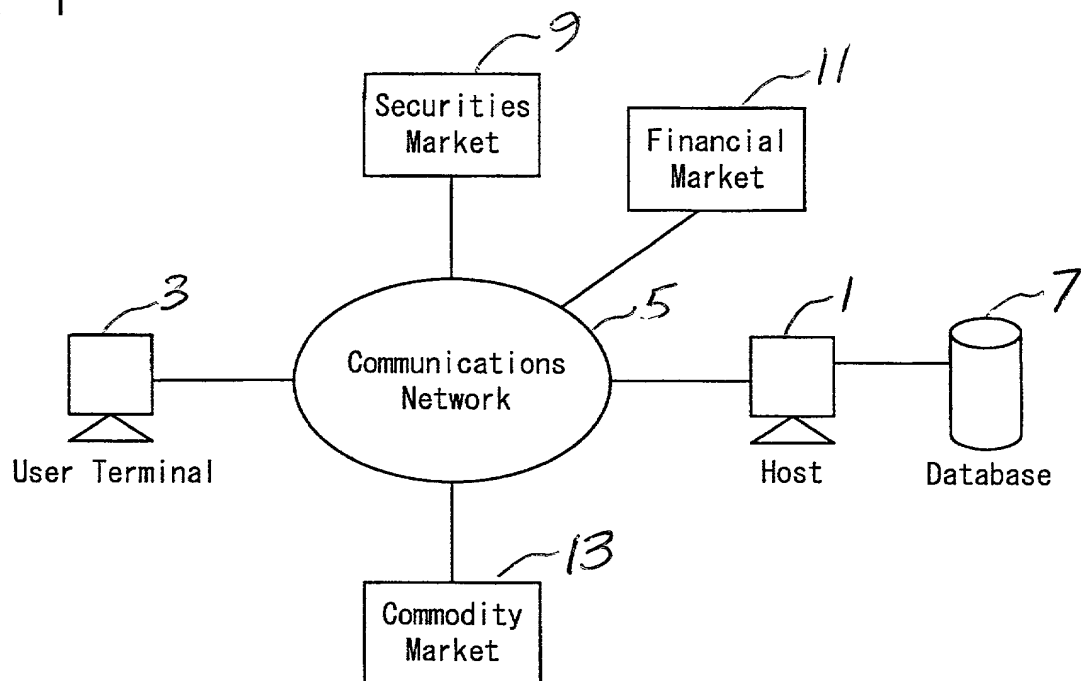 9
Securities
Market
11
Financial
Market
3
5
1
7
Communications
Network
User Terminal
Host
Database
13
Commodity
Market